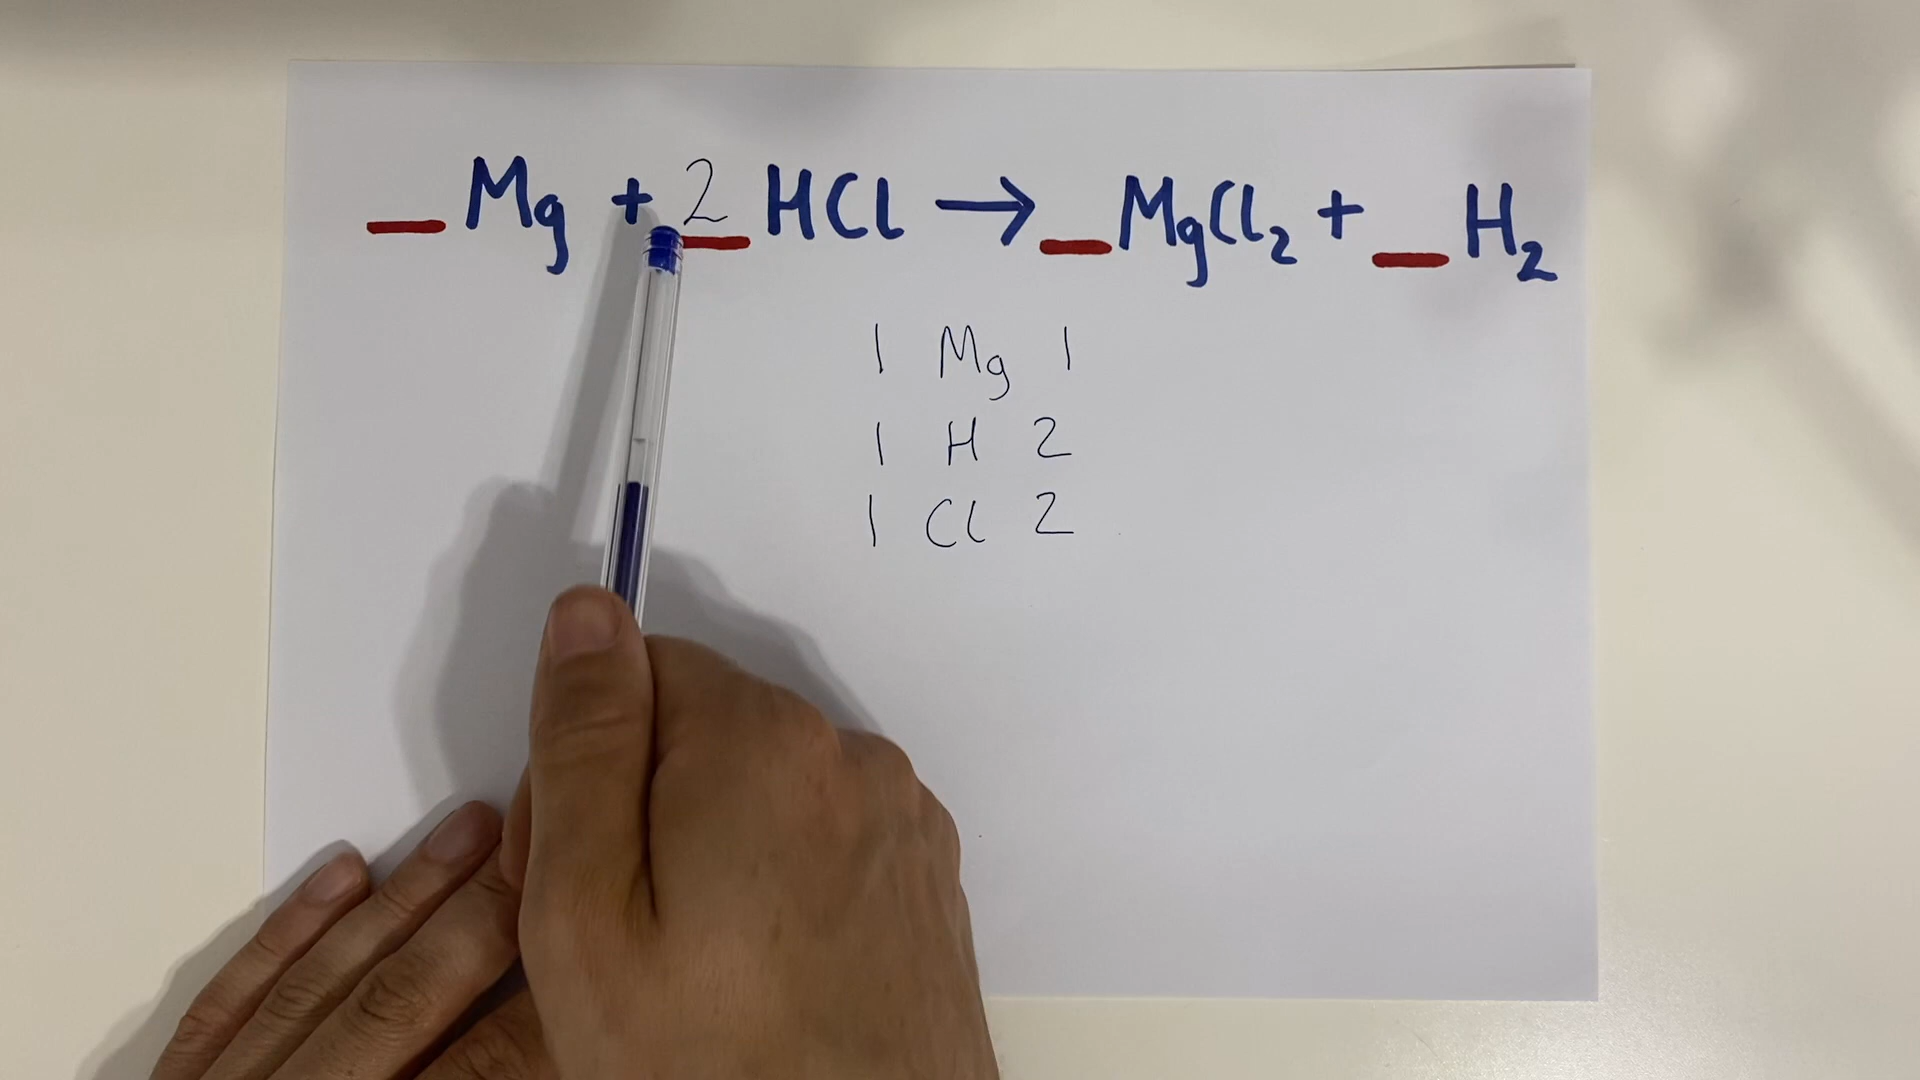 _ Mg + 2 HCl → _ MgCl₂ + _ H₂
1 Mg 1
1 H 2
1 Cl 2